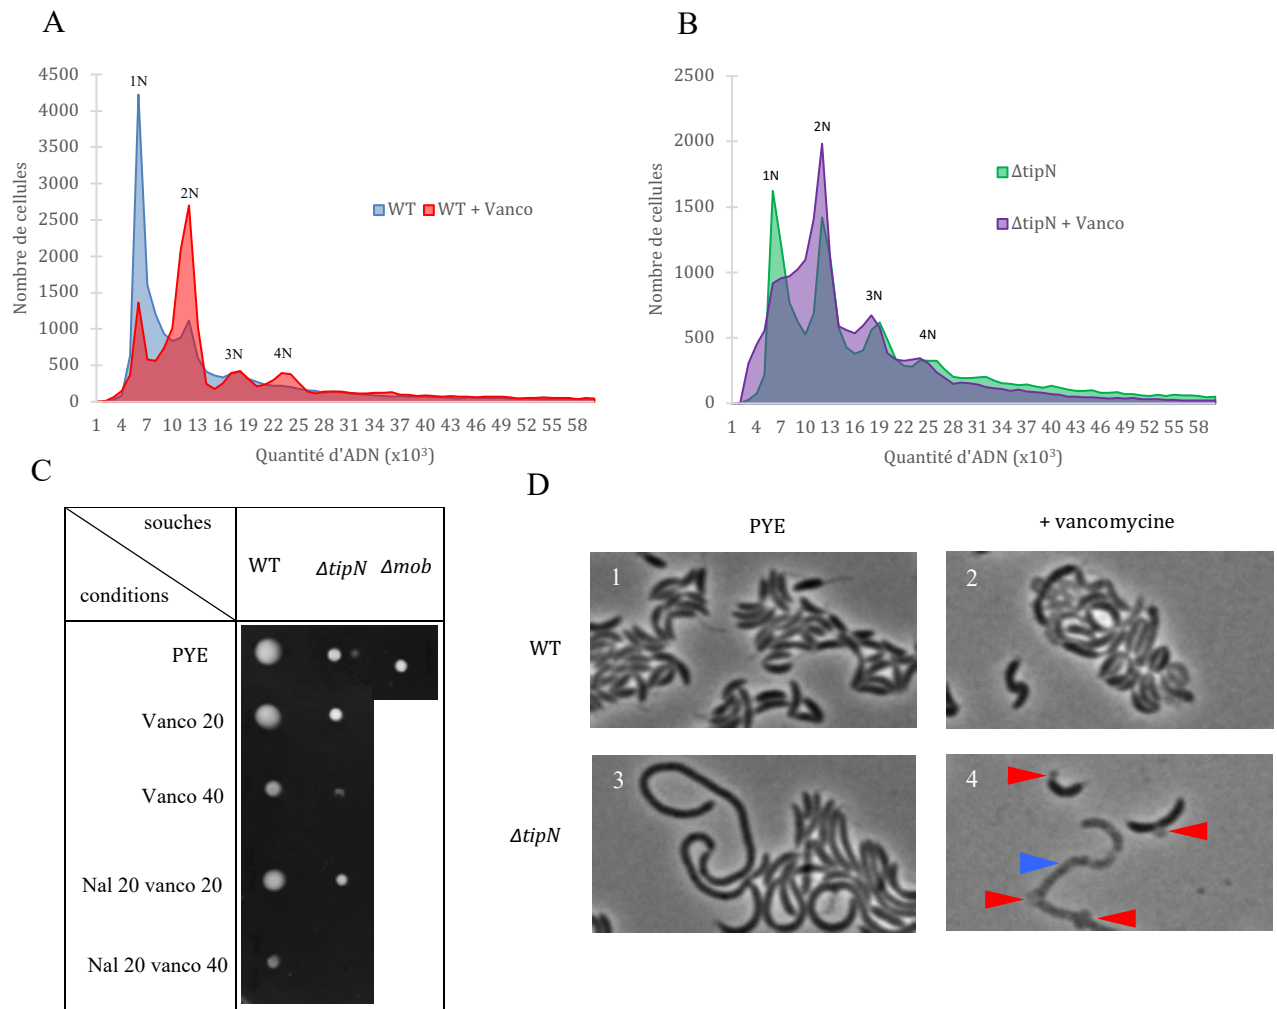 A
4500
4000
3500
3000
2500
2000
1500
1000
500
0
Nombre de cellules
1N
2N
3N
4N
WT WT + Vanco
1 4 7 10 13 16 19 22 25 28 31 34 37 40 43 46 49 52 55 58
Quantité d'ADN (x10³)
B
2500
2000
1500
1000
500
0
Nombre de cellules
1N
2N
3N
4N
ΔtipN
ΔtipN + Vanco
1 4 7 10 13 16 19 22 25 28 31 34 37 40 43 46 49 52 55 58
Quantité d'ADN (x10³)
C
souches
conditions
WT ΔtipN Δmob
PYE
Vanco 20
Vanco 40
Nal 20 vanco 20
Nal 20 vanco 40
D
PYE + vancomycine
WT
1 2
ΔtipN
3 4